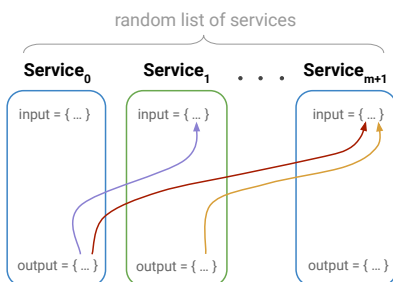 random list of services
Service0 Service1 . . . Servicem+1
input = { ... } input = { ... } input = { ... }
output = { ... } output = { ... } output = { ... }